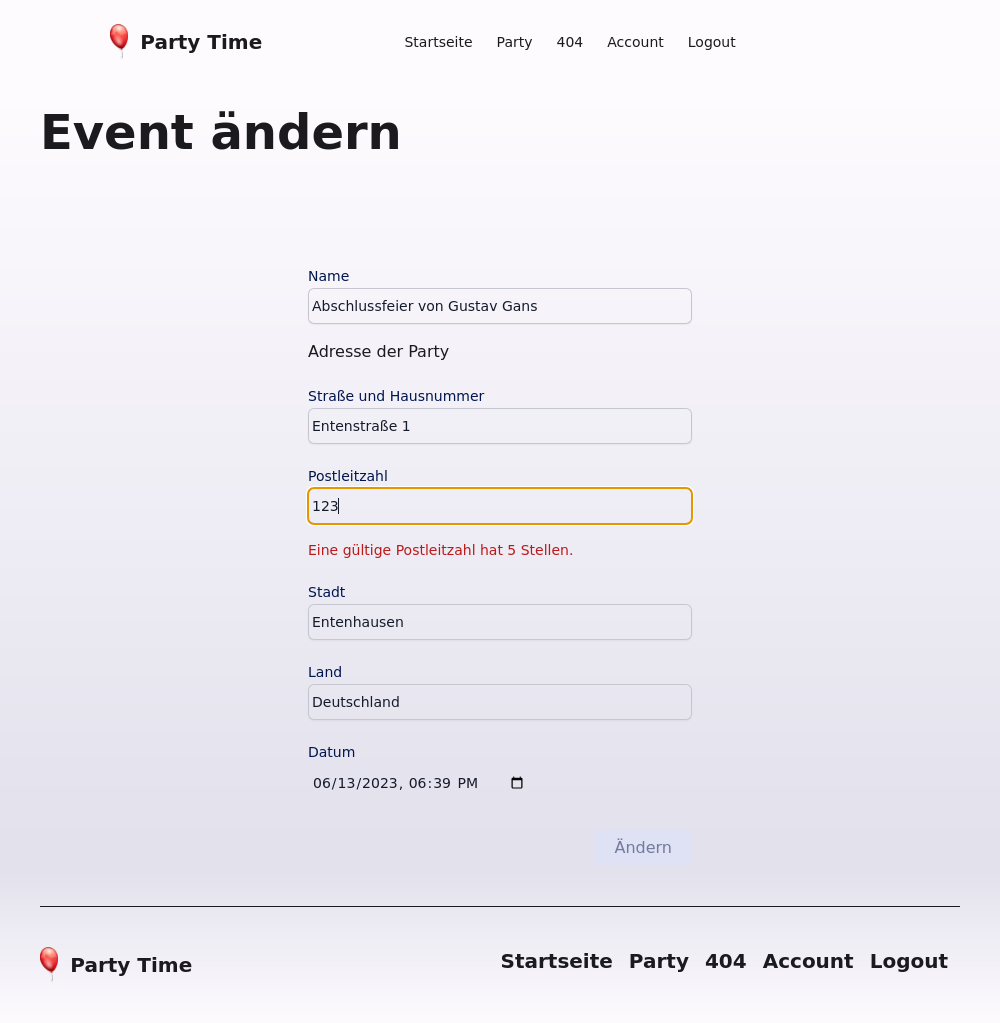 Party Time
Startseite Party 404 Account Logout
Event ändern
Name
Abschlussfeier von Gustav Gans
Adresse der Party
Straße und Hausnummer
Entenstraße 1
Postleitzahl
123
Eine gültige Postleitzahl hat 5 Stellen.
Stadt
Entenhausen
Land
Deutschland
Datum
06/13/2023, 06:39 PM
Ändern
Party Time
Startseite Party 404 Account Logout